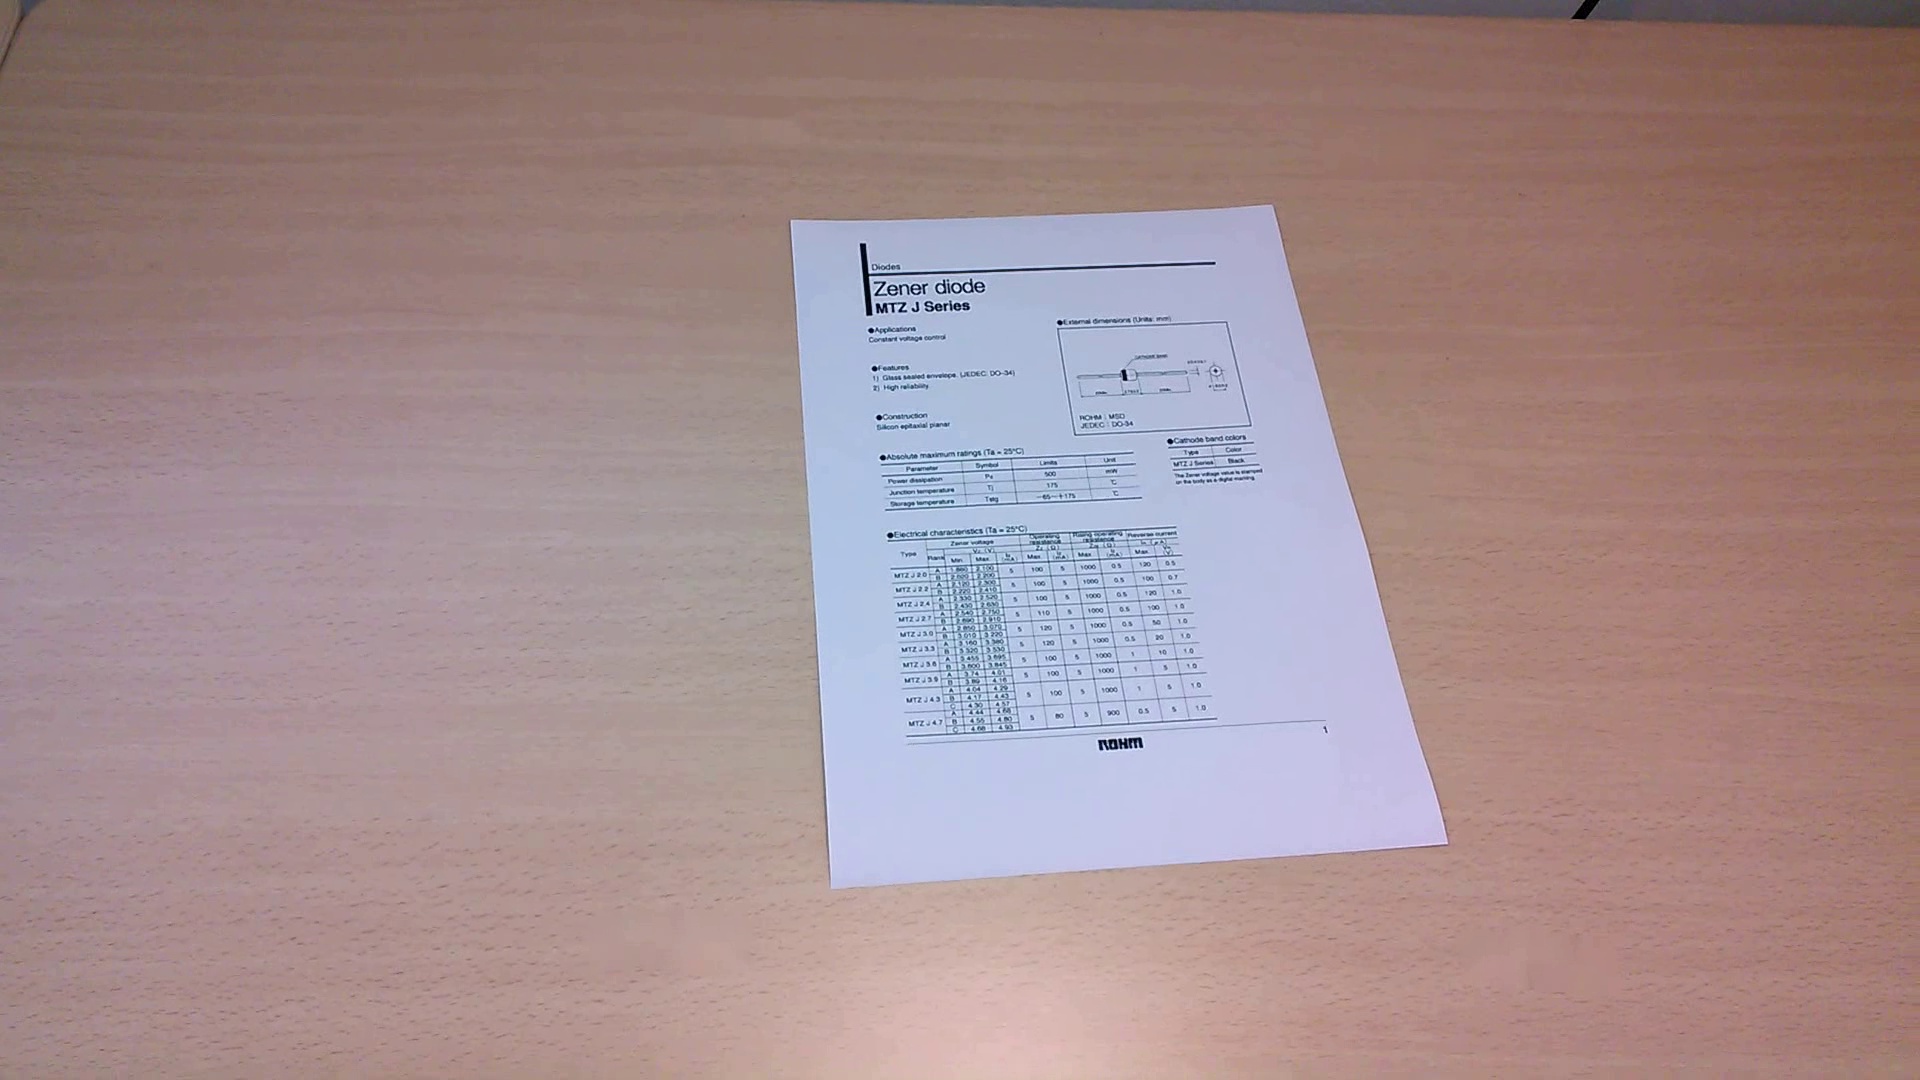 Diodes
Zener diode
MTZ J Series
●Applications
Constant voltage control
●Features
1) Glass sealed envelope. (JEDEC: DO-34)
2) High reliability.
●Construction
Silicon epitaxial planar
●External dimensions (Units: mm)
CATHODE BAND
ROHM : MSD
JEDEC : DO-34
●Absolute maximum ratings (Ta = 25°C)
Parameter Symbol Limits Unit
Power dissipation 500 mW
Junction temperature Tj 175 °C
Storage temperature Tstg −65~+175 °C
●Cathode band colors
Type Color
MTZ J Series Black
The Zener voltage value is stamped
on the body as a digital marking.
●Electrical characteristics (Ta = 25°C)
Type Rank Zener voltage Operating resistance Rising operating resistance Reverse current
Min. Max. Max. Max. Max.
MTZ J 2.0 A 1.880 2.100 5 100 5 1000 0.5 120 0.5
B 2.020 2.200
MTZ J 2.2 A 2.120 2.300 5 100 5 1000 0.5 100 0.7
B 2.220 2.410
MTZ J 2.4 A 2.330 2.520 5 100 5 1000 0.5 120 1.0
B 2.430 2.630
MTZ J 2.7 A 2.540 2.750 5 110 5 1000 0.5 100 1.0
B 2.690 2.910
MTZ J 3.0 A 2.850 3.070 5 120 5 1000 0.5 50 1.0
B 3.010 3.220
MTZ J 3.3 A 3.160 3.380 5 120 5 1000 0.5 20 1.0
B 3.320 3.530
MTZ J 3.6 A 3.455 3.695 5 100 5 1000 1 10 1.0
B 3.600 3.845
MTZ J 3.9 A 3.74 4.01 5 100 5 1000 1 5 1.0
B 3.89 4.16
MTZ J 4.3 A 4.04 4.29 5 100 5 1000 1 5 1.0
B 4.17 4.43
C 4.30 4.57
MTZ J 4.7 A 4.44 4.68 5 80 5 900 0.5 5 1.0
B 4.55 4.80
C 4.68 4.93
ROHM
1